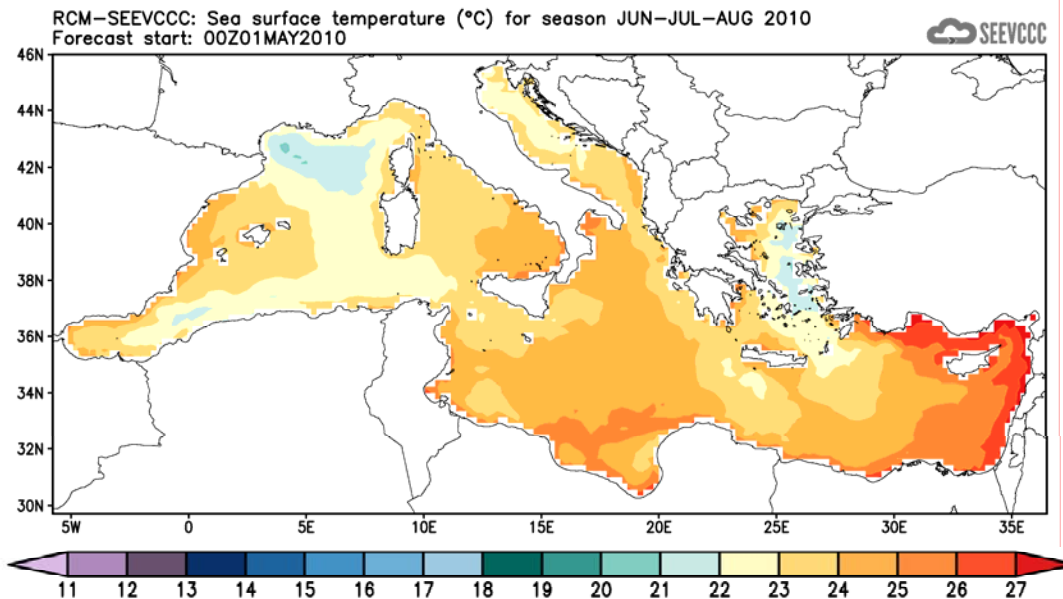 RCM-SEEVCCC: Sea surface temperature (°C) for season JUN-JUL-AUG 2010
Forecast start: 00Z01MAY2010
SEEVCCC
46N
44N
42N
40N
38N
36N
34N
32N
30N
5W 0 5E 10E 15E 20E 25E 30E 35E
11 12 13 14 15 16 17 18 19 20 21 22 23 24 25 26 27